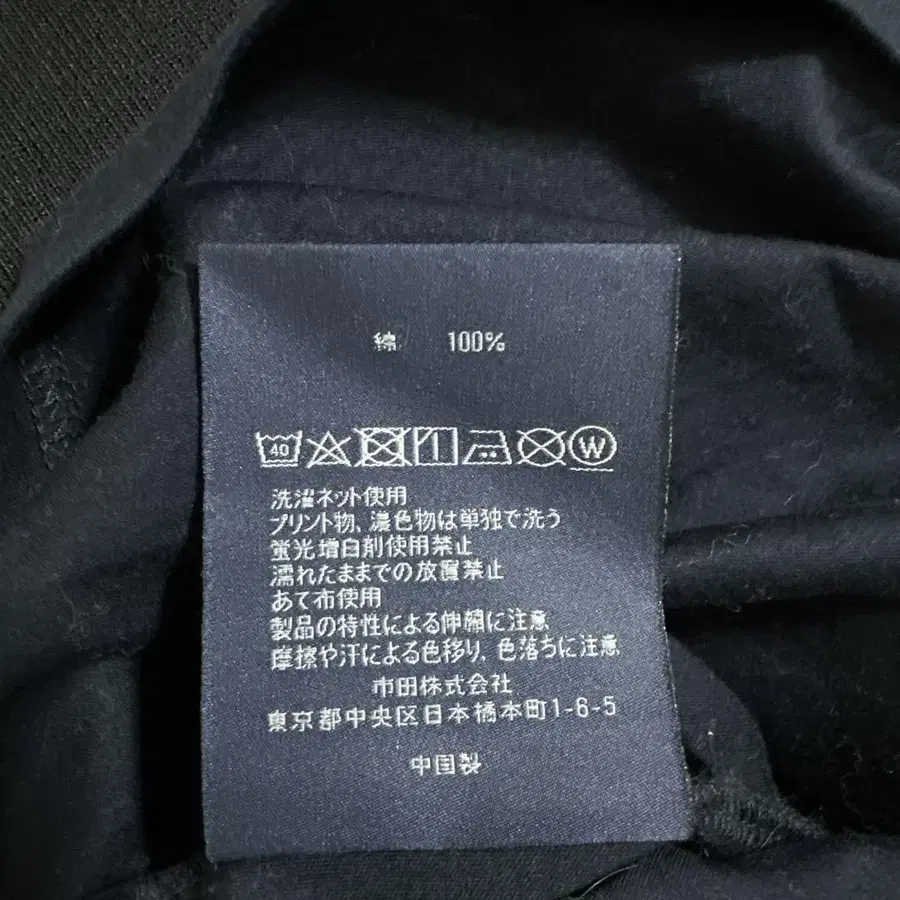 綿 100%
40 W
洗濯ネット使用
プリント物、濃色物は単独で洗う
蛍光増白剤使用禁止
濡れたままでの放置禁止
あて布使用
製品の特性による伸縮に注意
摩擦や汗による色移り、色落ちに注意
市田株式会社
東京都中央区日本橋本町1-6-5
中国製